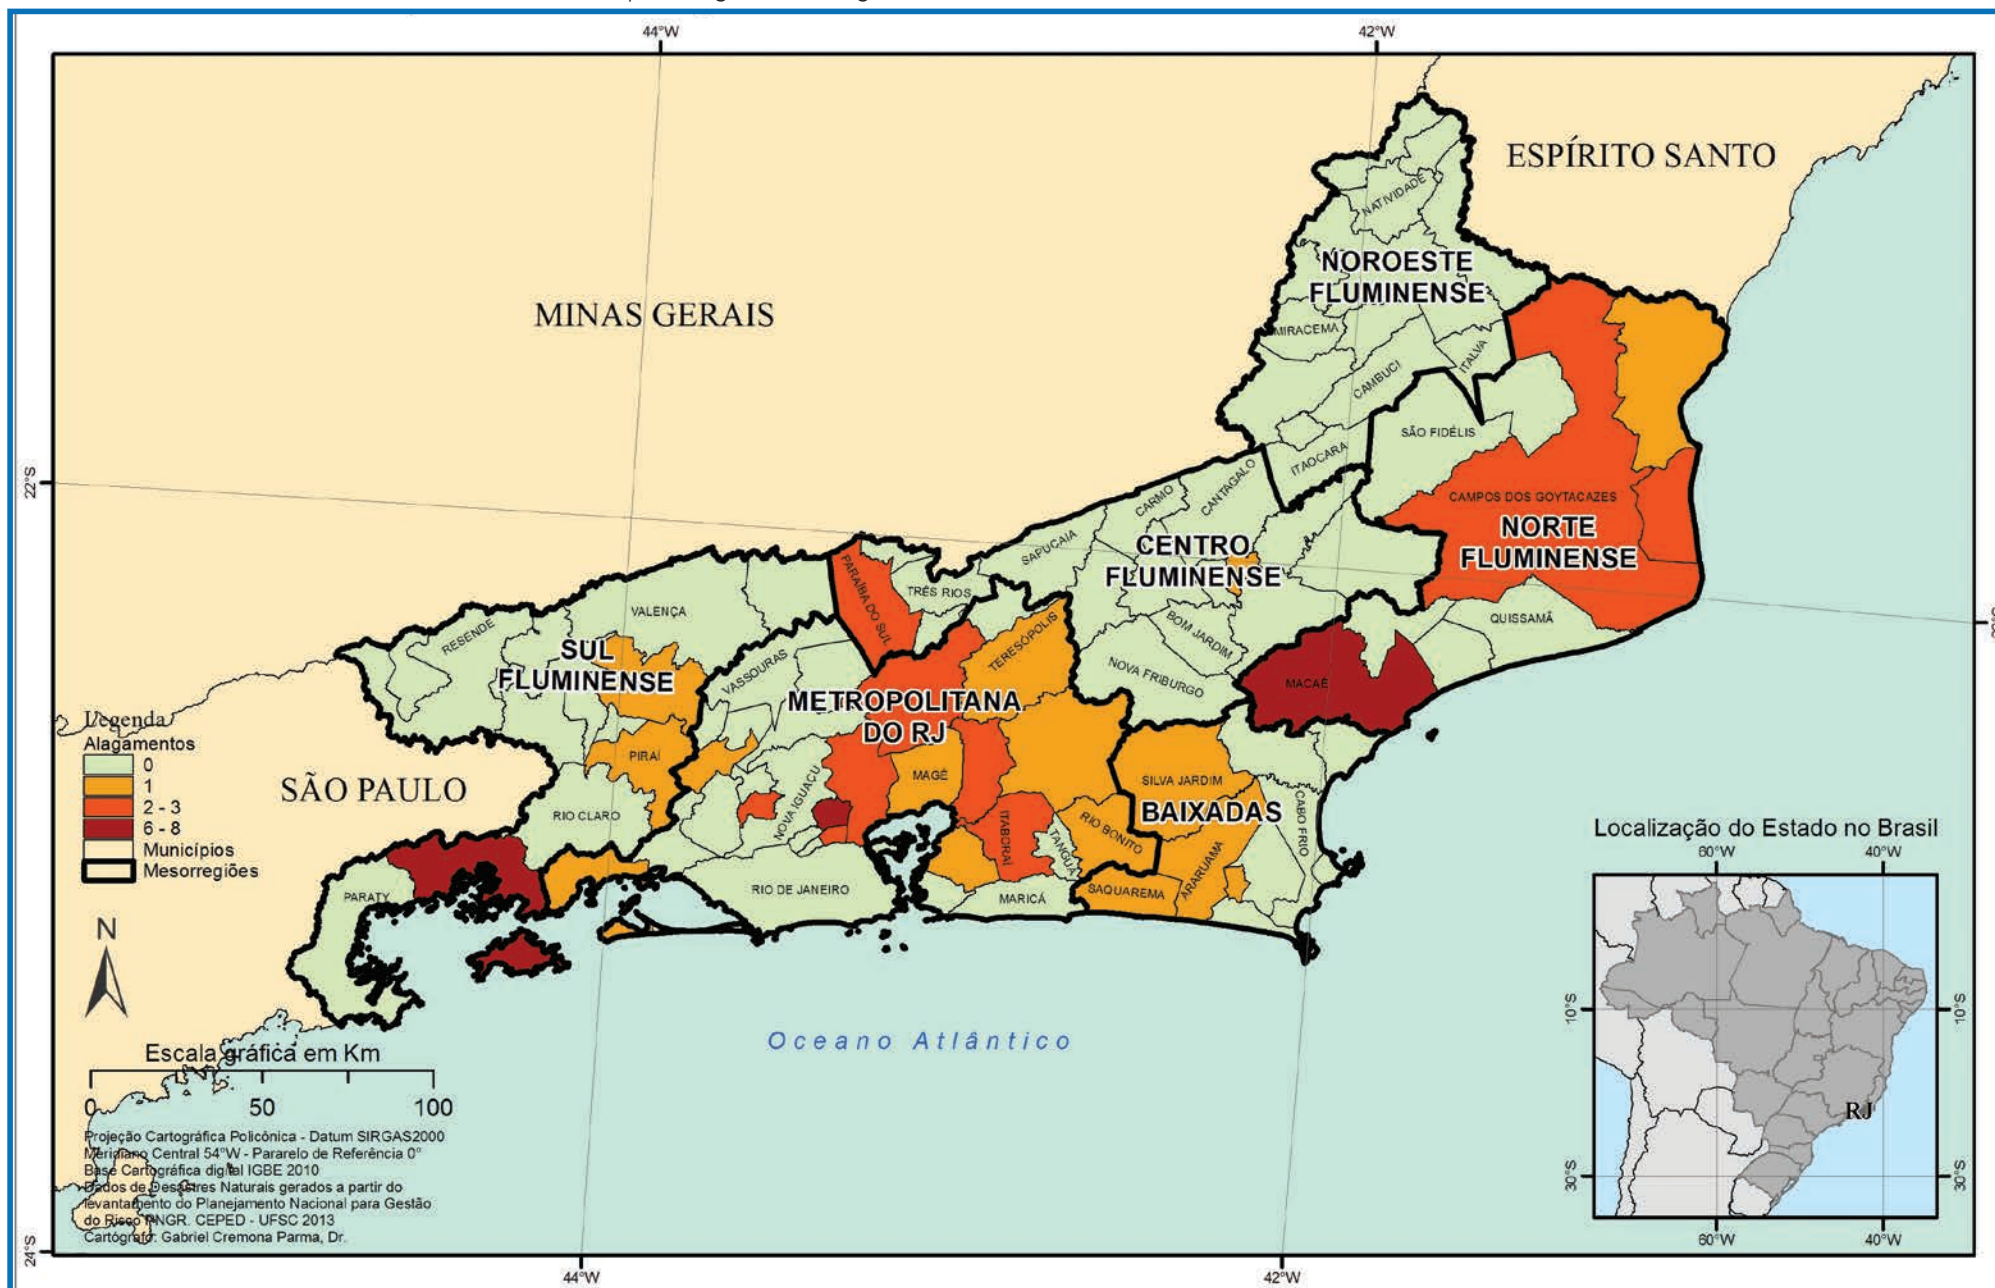 44°W
42°W
ESPÍRITO SANTO
NATIVIDADE
NOROESTE
FLUMINENSE
MINAS GERAIS
MIRACEMA
ITALVA
CAMBUCI
SÃO FIDÉLIS
ITAOCARA
22°S
CANTAGALO
CARMO
CAMPOS DOS GOYTACAZES
NORTE
FLUMINENSE
SAPUCAIA
CENTRO
FLUMINENSE
PARAÍBA DO SUL
TRÊS RIOS
VALENÇA
RESENDE
QUISSAMÃ
BOM JARDIM
TERESÓPOLIS
SUL
FLUMINENSE
VASSOURAS
NOVA FRIBURGO
MACAÉ
METROPOLITANA
DO RJ
PIRAÍ
MAGÉ
SILVA JARDIM
NOVA IGUAÇU
BAIXADAS
CABO FRIO
SÃO PAULO
RIO CLARO
ITABORAÍ
TANGUÁ
RIO BONITO
ARARUAMA
SAQUAREMA
PARATY
RIO DE JANEIRO
MARICÁ
Legenda
Alagamentos
0
1
2 - 3
6 - 8
Municípios
Mesorregiões
N
Oceano Atlântico
Escala gráfica em Km
0 50 100
Projeção Cartográfica Policônica - Datum SIRGAS2000
Meridiano Central 54°W - Pararelo de Referência 0°
Base Cartográfica digital IGBE 2010
Dados de Desastres Naturais gerados a partir do
levantamento do Planejamento Nacional para Gestão
do Risco PNGR. CEPED - UFSC 2013
Cartógrafo: Gabriel Cremona Parma, Dr.
24°S
44°W
42°W
Localização do Estado no Brasil
60°W 40°W
10°S 10°S
RJ
30°S 30°S
60°W 40°W